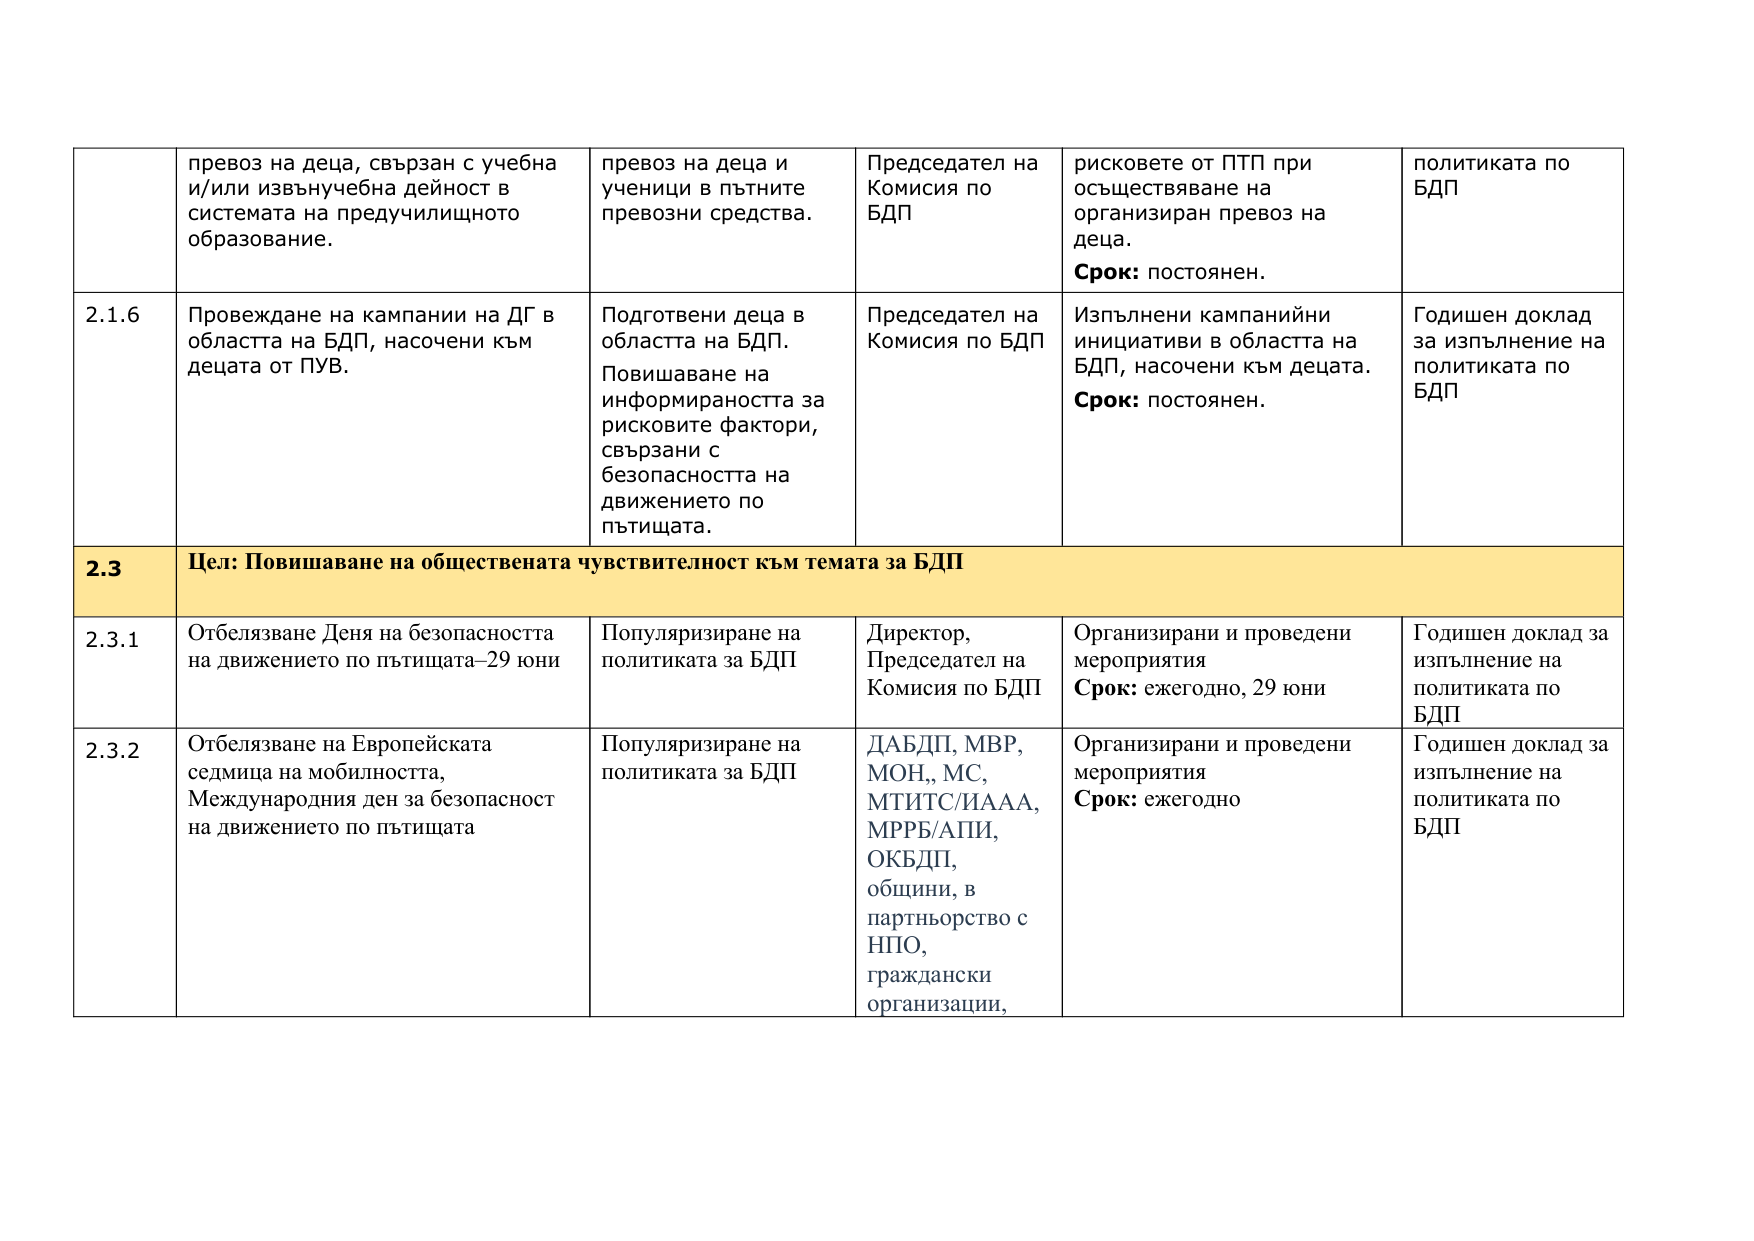 превоз на деца, свързан с учебна
и/или извънучебна дейност в
системата на предучилищното
образование.
превоз на деца и
ученици в пътните
превозни средства.
Председател на
Комисия по
БДП
рисковете от ПТП при
осъществяване на
организиран превоз на
деца.
Срок: постоянен.
политиката по
БДП
2.1.6
Провеждане на кампании на ДГ в
областта на БДП, насочени към
децата от ПУВ.
Подготвени деца в
областта на БДП.
Повишаване на
информираността за
рисковите фактори,
свързани с
безопасността на
движението по
пътищата.
Председател на
Комисия по БДП
Изпълнени кампанийни
инициативи в областта на
БДП, насочени към децата.
Срок: постоянен.
Годишен доклад
за изпълнение на
политиката по
БДП
2.3
Цел: Повишаване на обществената чувствителност към темата за БДП
2.3.1
Отбелязване Деня на безопасността
на движението по пътищата–29 юни
Популяризиране на
политиката за БДП
Директор,
Председател на
Комисия по БДП
Организирани и проведени
мероприятия
Срок: ежегодно, 29 юни
Годишен доклад за
изпълнение на
политиката по
БДП
2.3.2
Отбелязване на Европейската
седмица на мобилността,
Международния ден за безопасност
на движението по пътищата
Популяризиране на
политиката за БДП
ДАБДП, МВР,
МОН,, МС,
МТИТС/ИААА,
МРРБ/АПИ,
ОКБДП,
общини, в
партньорство с
НПО,
граждански
организации,
Организирани и проведени
мероприятия
Срок: ежегодно
Годишен доклад за
изпълнение на
политиката по
БДП